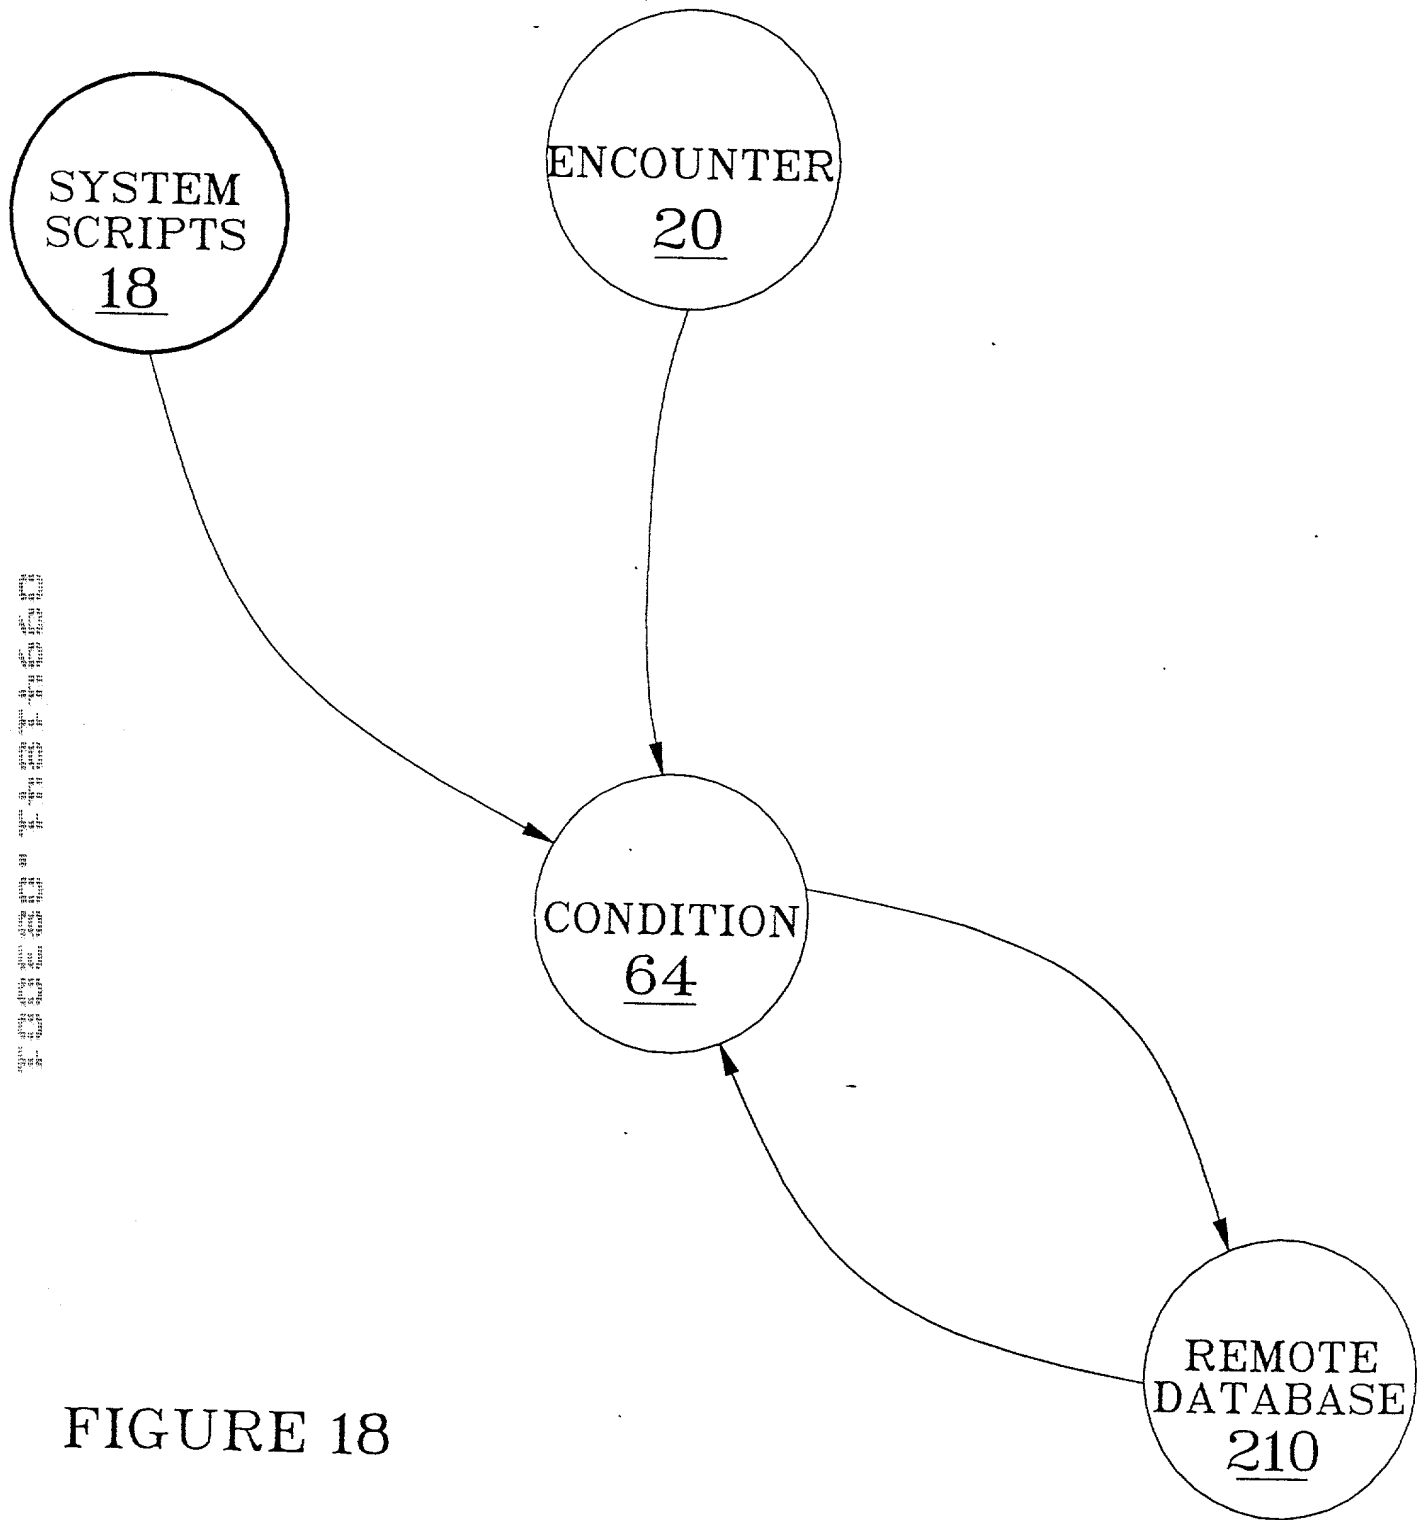 ENCOUNTER
20
SYSTEM
SCRIPTS
18
CONDITION
64
REMOTE
DATABASE
210
FIGURE 18